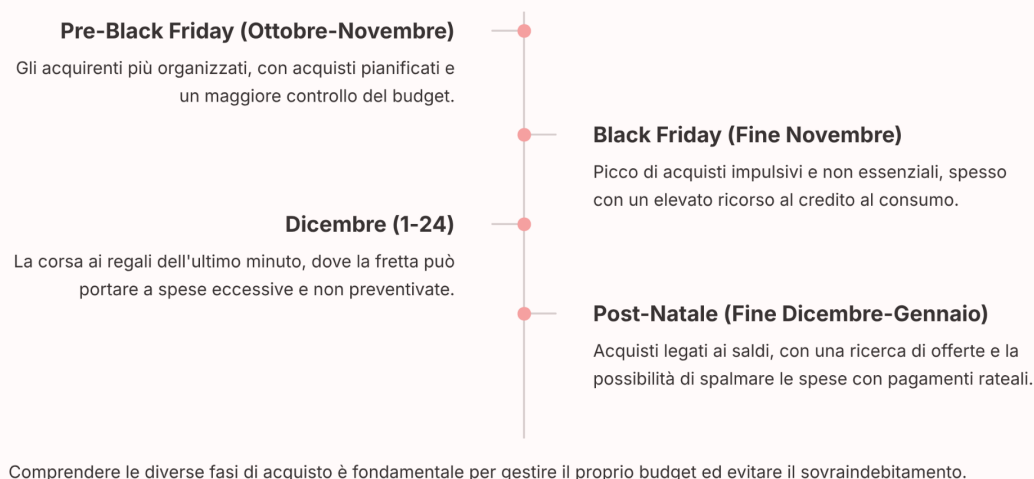 Pre-Black Friday (Ottobre-Novembre)
Gli acquirenti più organizzati, con acquisti pianificati e
un maggiore controllo del budget.
Black Friday (Fine Novembre)
Picco di acquisti impulsivi e non essenziali, spesso
con un elevato ricorso al credito al consumo.
Dicembre (1-24)
La corsa ai regali dell'ultimo minuto, dove la fretta può
portare a spese eccessive e non preventivate.
Post-Natale (Fine Dicembre-Gennaio)
Acquisti legati ai saldi, con una ricerca di offerte e la
possibilità di spalmare le spese con pagamenti rateali.
Comprendere le diverse fasi di acquisto è fondamentale per gestire il proprio budget ed evitare il sovraindebitamento.